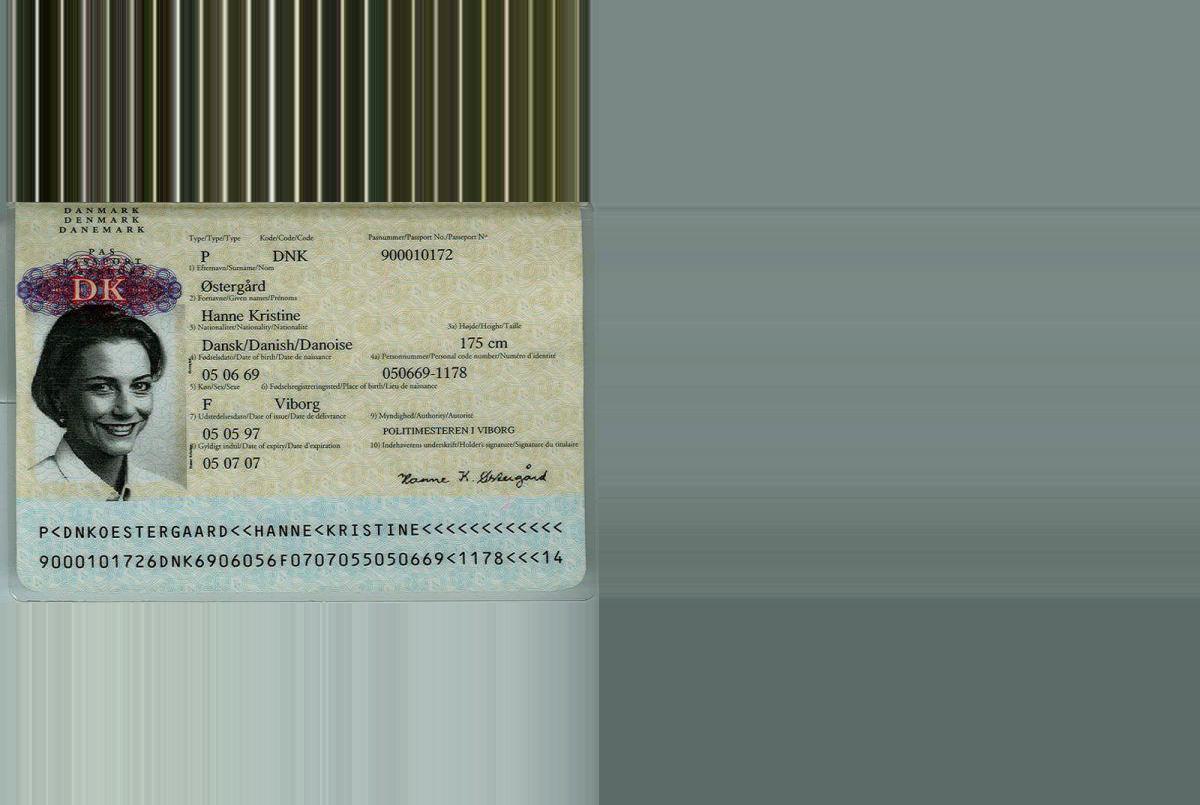 DANMARK
DENMARK
DANEMARK
PAS
PASSPORT
DK
Type/Type/Type Kode/Code/Code Pasnummer/Passport No./Passeport Nº
P DNK 900010172
1) Efternavn/Surname/Nom
Østergård
2) Fornavne/Given names/Prénoms
Hanne Kristine
3) Nationalitet/Nationality/Nationalité 3a) Højde/Height/Taille
Dansk/Danish/Danoise 175 cm
4) Fødselsdato/Date of birth/Date de naissance 4a) Personnummer/Personal code number/Numéro d'identité
05 06 69 050669-1178
5) Køn/Sex/Sexe 6) Fødselsregistreringssted/Place of birth/Lieu de naissance
F Viborg
7) Udstedelsesdato/Date of issue/Date de délivrance 9) Myndighed/Authority/Autorité
05 05 97 POLITIMESTEREN I VIBORG
8) Gyldigt indtil/Date of expiry/Date d'expiration 10) Indehaverens underskrift/Holder's signature/Signature du titulaire
05 07 07
Hanne K. Østergård
P<DNKOESTERGAARD<<HANNE<KRISTINE<<<<<<<<<<<<
9000101726DNK6906056F0707055050669<1178<<<14